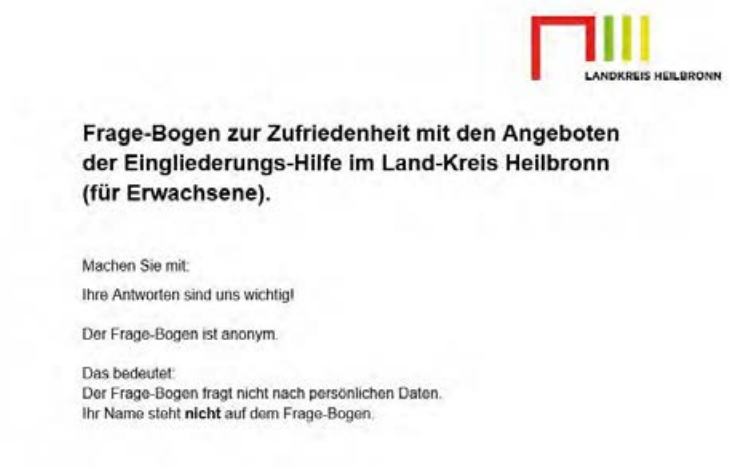 LANDKREIS HEILBRONN
Frage-Bogen zur Zufriedenheit mit den Angeboten
der Eingliederungs-Hilfe im Land-Kreis Heilbronn
(für Erwachsene).
Machen Sie mit:
Ihre Antworten sind uns wichtig!
Der Frage-Bogen ist anonym.
Das bedeutet:
Der Frage-Bogen fragt nicht nach persönlichen Daten.
Ihr Name steht nicht auf dem Frage-Bogen.